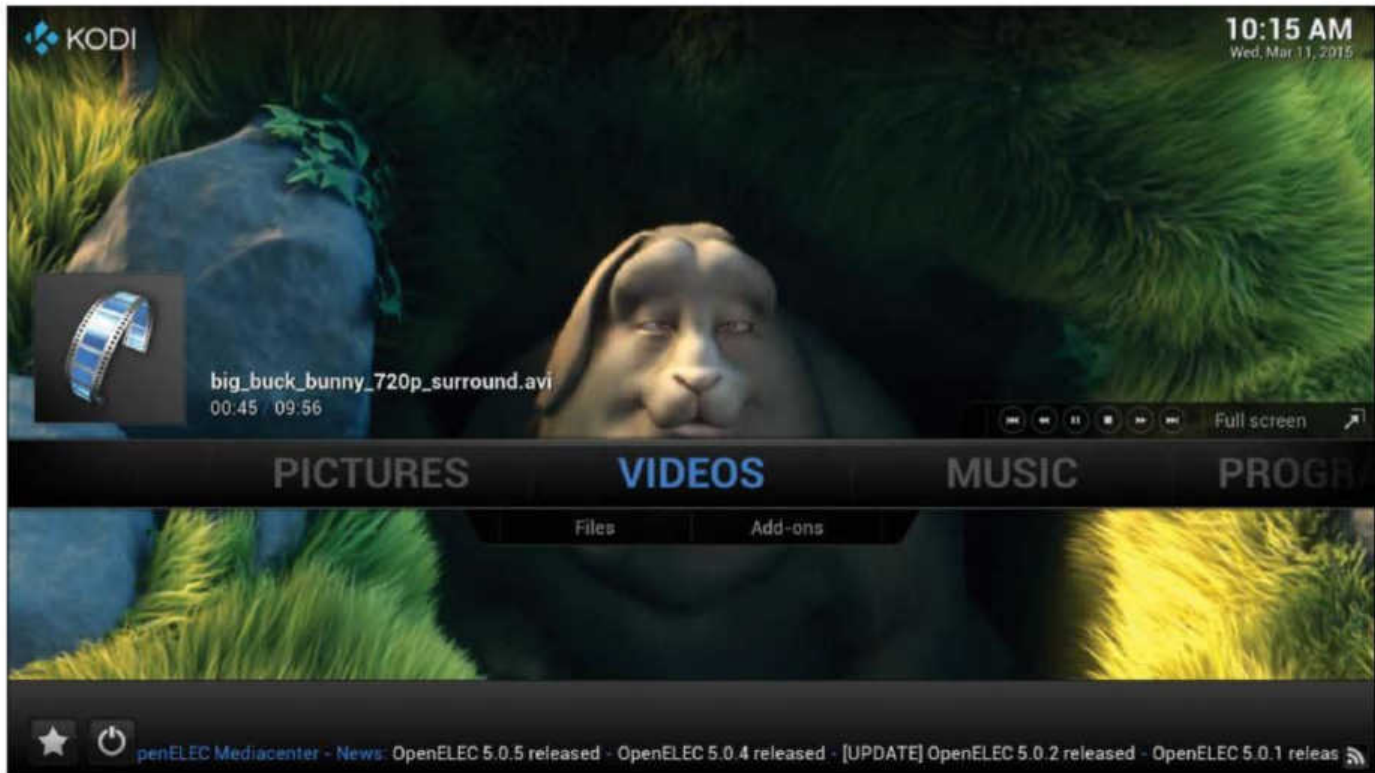 KODI
10:15 AM
Wed, Mar 11, 2015
big_buck_bunny_720p_surround.avi
00:45 09:56
Full screen
PICTURES VIDEOS MUSIC PROGRA
Files Add-ons
penELEC Mediacenter - News: OpenELEC 5.0.5 released - OpenELEC 5.0.4 released - [UPDATE] OpenELEC 5.0.2 released - OpenELEC 5.0.1 releas